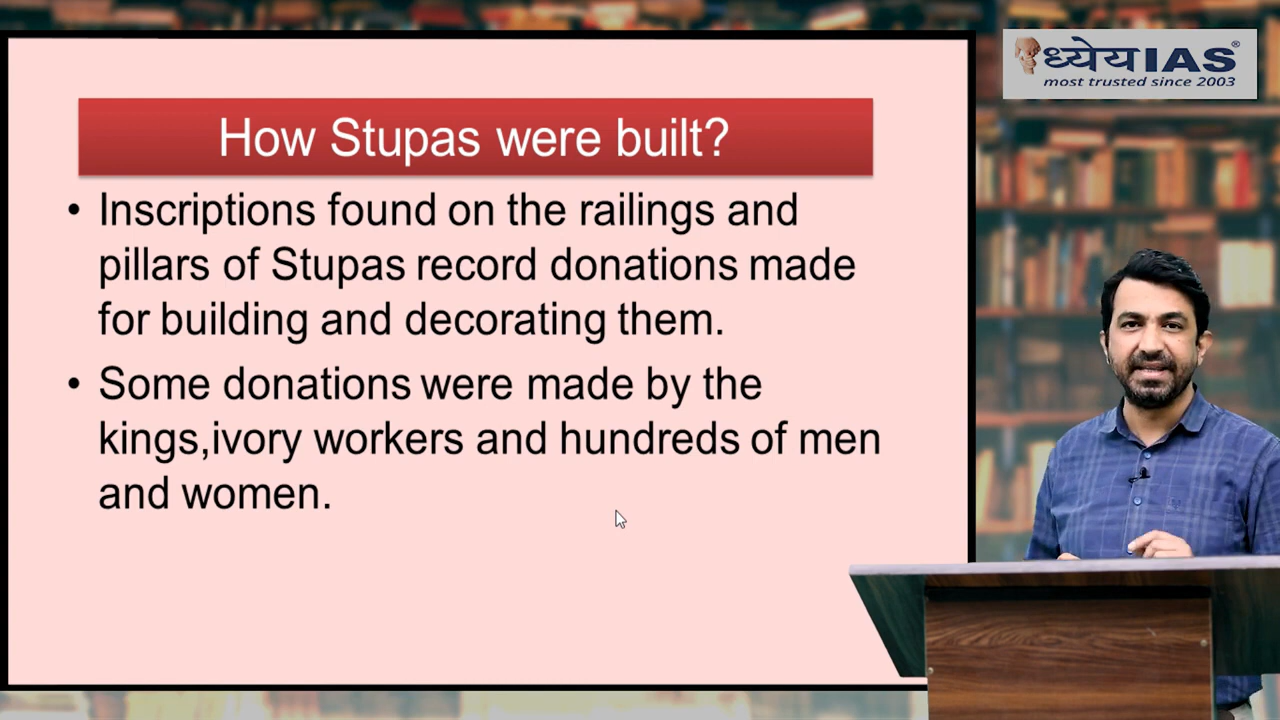 ध्येय IAS®
most trusted since 2003
How Stupas were built?
• Inscriptions found on the railings and
pillars of Stupas record donations made
for building and decorating them.
• Some donations were made by the
kings,ivory workers and hundreds of men
and women.